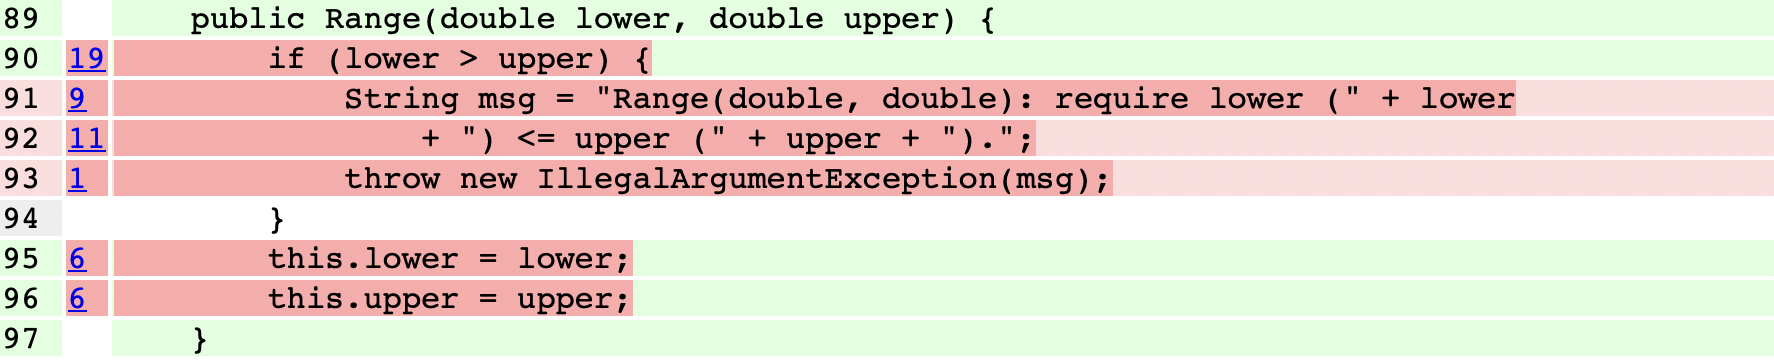 89 public Range(double lower, double upper) {
90 19 if (lower > upper) {
91 9 String msg = "Range(double, double): require lower (" + lower
92 11 + ") <= upper (" + upper + ").";
93 1 throw new IllegalArgumentException(msg);
94 }
95 6 this.lower = lower;
96 6 this.upper = upper;
97 }